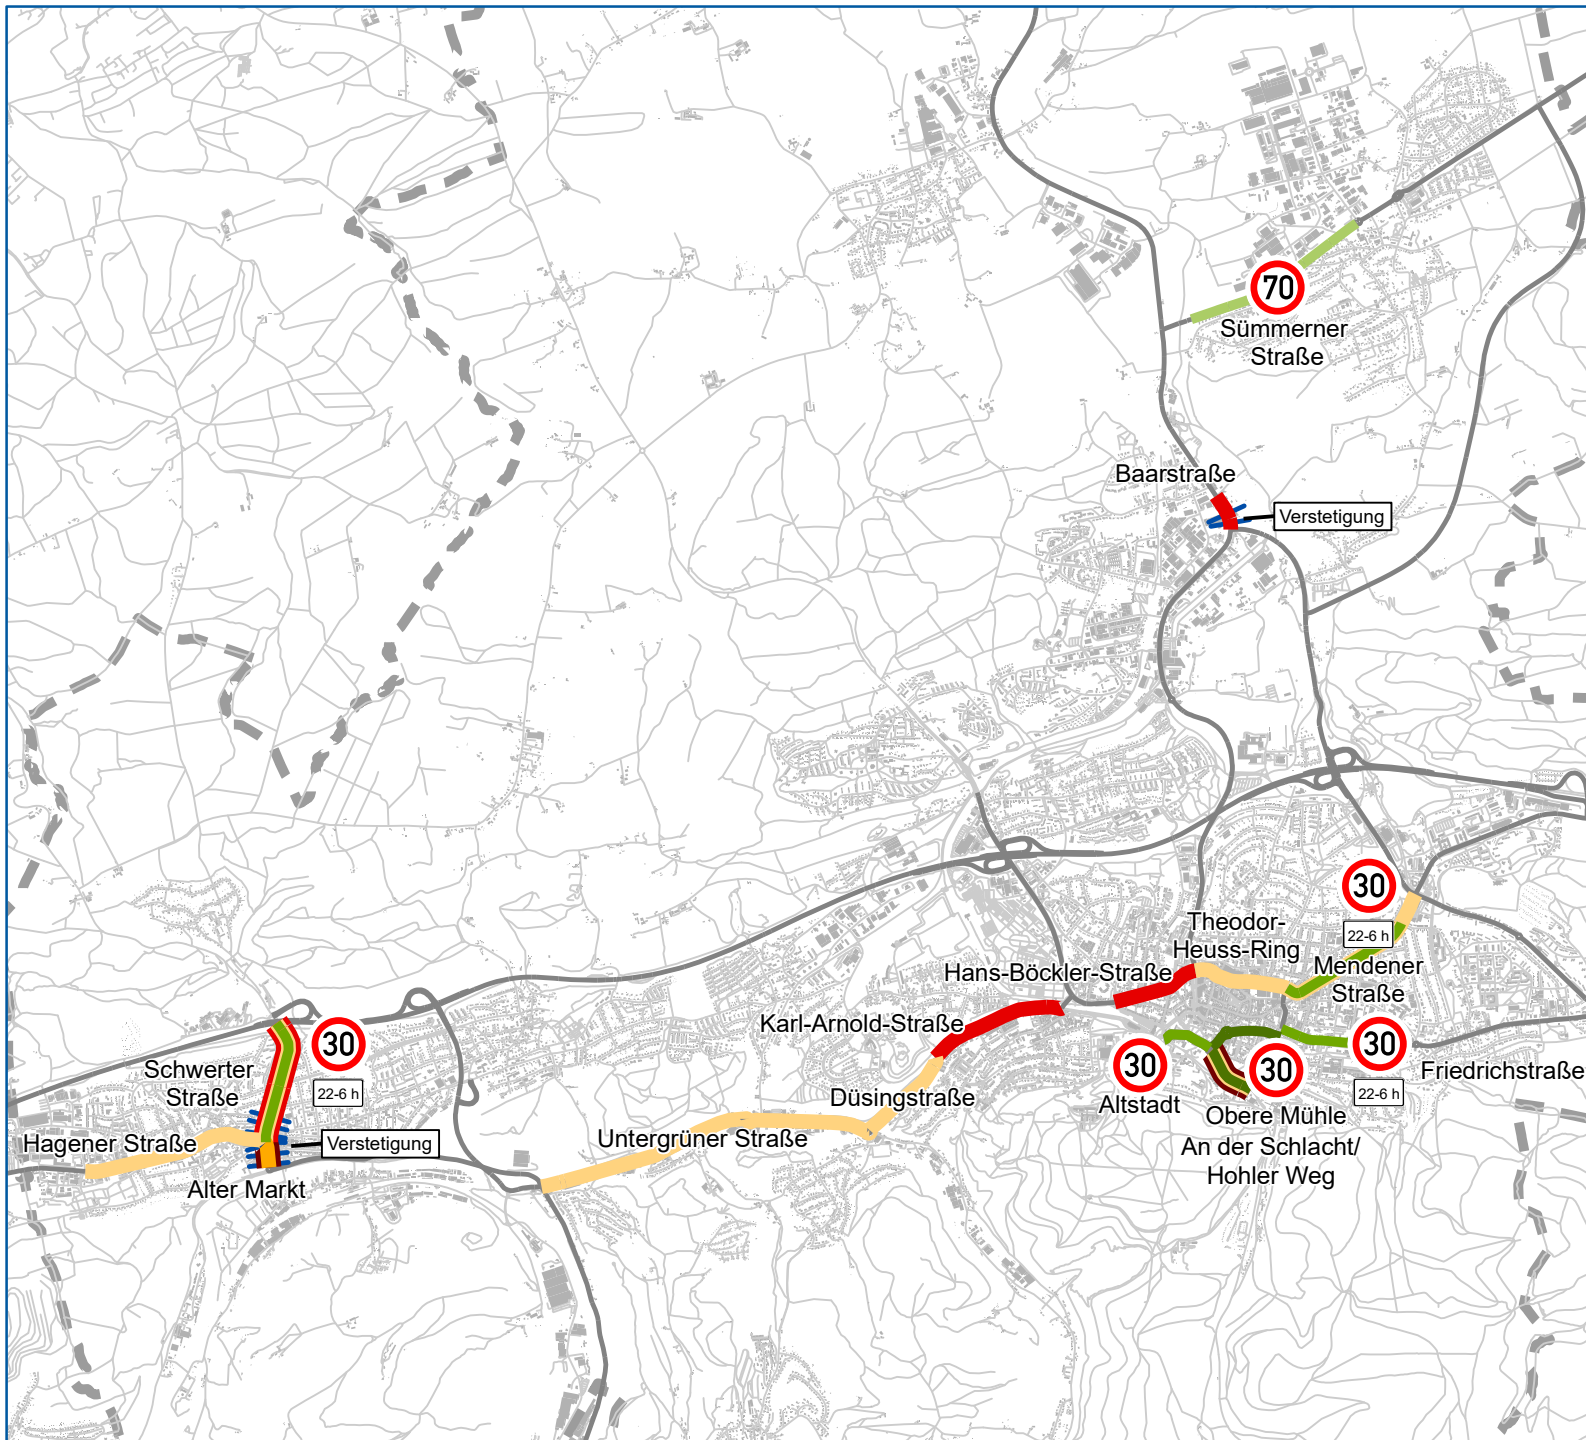 70
Sümmerner
Straße
Baarstraße
Verstetigung
30
22-6 h
Theodor-
Heuss-Ring
Mendener
Straße
Hans-Böckler-Straße
Karl-Arnold-Straße
30
22-6 h
Schwerter
Straße
30
Altstadt
30
Obere Mühle
An der Schlacht/
Hohler Weg
30
22-6 h
Friedrichstraße
Düsingstraße
Untergrüner Straße
Hagener Straße
Verstetigung
Alter Markt